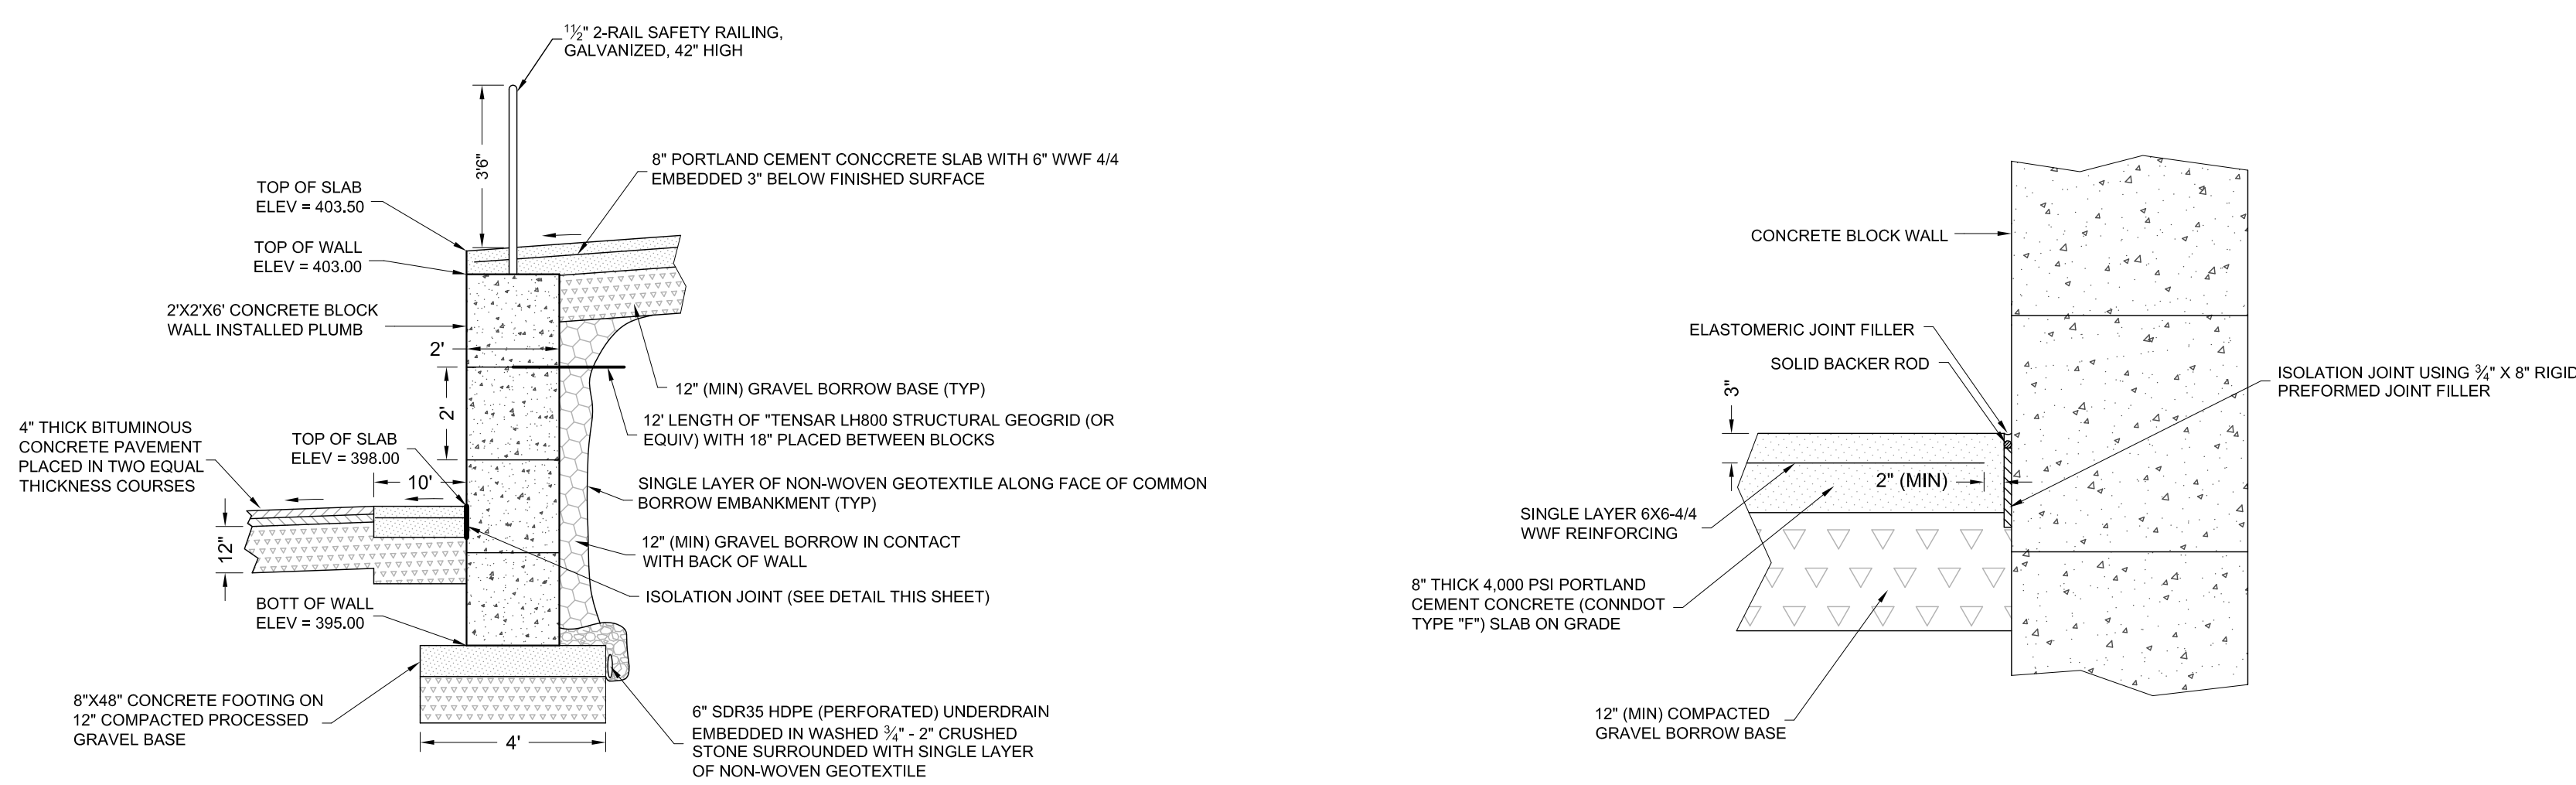 1½" 2-RAIL SAFETY RAILING,
GALVANIZED, 42" HIGH
3'6"
8" PORTLAND CEMENT CONCCRETE SLAB WITH 6" WWF 4/4
EMBEDDED 3" BELOW FINISHED SURFACE
TOP OF SLAB
ELEV = 403.50
TOP OF WALL
ELEV = 403.00
2'X2'X6' CONCRETE BLOCK
WALL INSTALLED PLUMB
2'
12" (MIN) GRAVEL BORROW BASE (TYP)
2'
12' LENGTH OF "TENSAR LH800 STRUCTURAL GEOGRID (OR
EQUIV) WITH 18" PLACED BETWEEN BLOCKS
4" THICK BITUMINOUS
CONCRETE PAVEMENT
PLACED IN TWO EQUAL
THICKNESS COURSES
TOP OF SLAB
ELEV = 398.00
10'
SINGLE LAYER OF NON-WOVEN GEOTEXTILE ALONG FACE OF COMMON
BORROW EMBANKMENT (TYP)
12"
12" (MIN) GRAVEL BORROW IN CONTACT
WITH BACK OF WALL
ISOLATION JOINT (SEE DETAIL THIS SHEET)
BOTT OF WALL
ELEV = 395.00
8"X48" CONCRETE FOOTING ON
12" COMPACTED PROCESSED
GRAVEL BASE
4'
6" SDR35 HDPE (PERFORATED) UNDERDRAIN
EMBEDDED IN WASHED ¾" - 2" CRUSHED
STONE SURROUNDED WITH SINGLE LAYER
OF NON-WOVEN GEOTEXTILE
CONCRETE BLOCK WALL
ELASTOMERIC JOINT FILLER
SOLID BACKER ROD
ISOLATION JOINT USING ¾" X 8" RIGID
PREFORMED JOINT FILLER
3"
2" (MIN)
SINGLE LAYER 6X6-4/4
WWF REINFORCING
8" THICK 4,000 PSI PORTLAND
CEMENT CONCRETE (CONNDOT
TYPE "F") SLAB ON GRADE
12" (MIN) COMPACTED
GRAVEL BORROW BASE